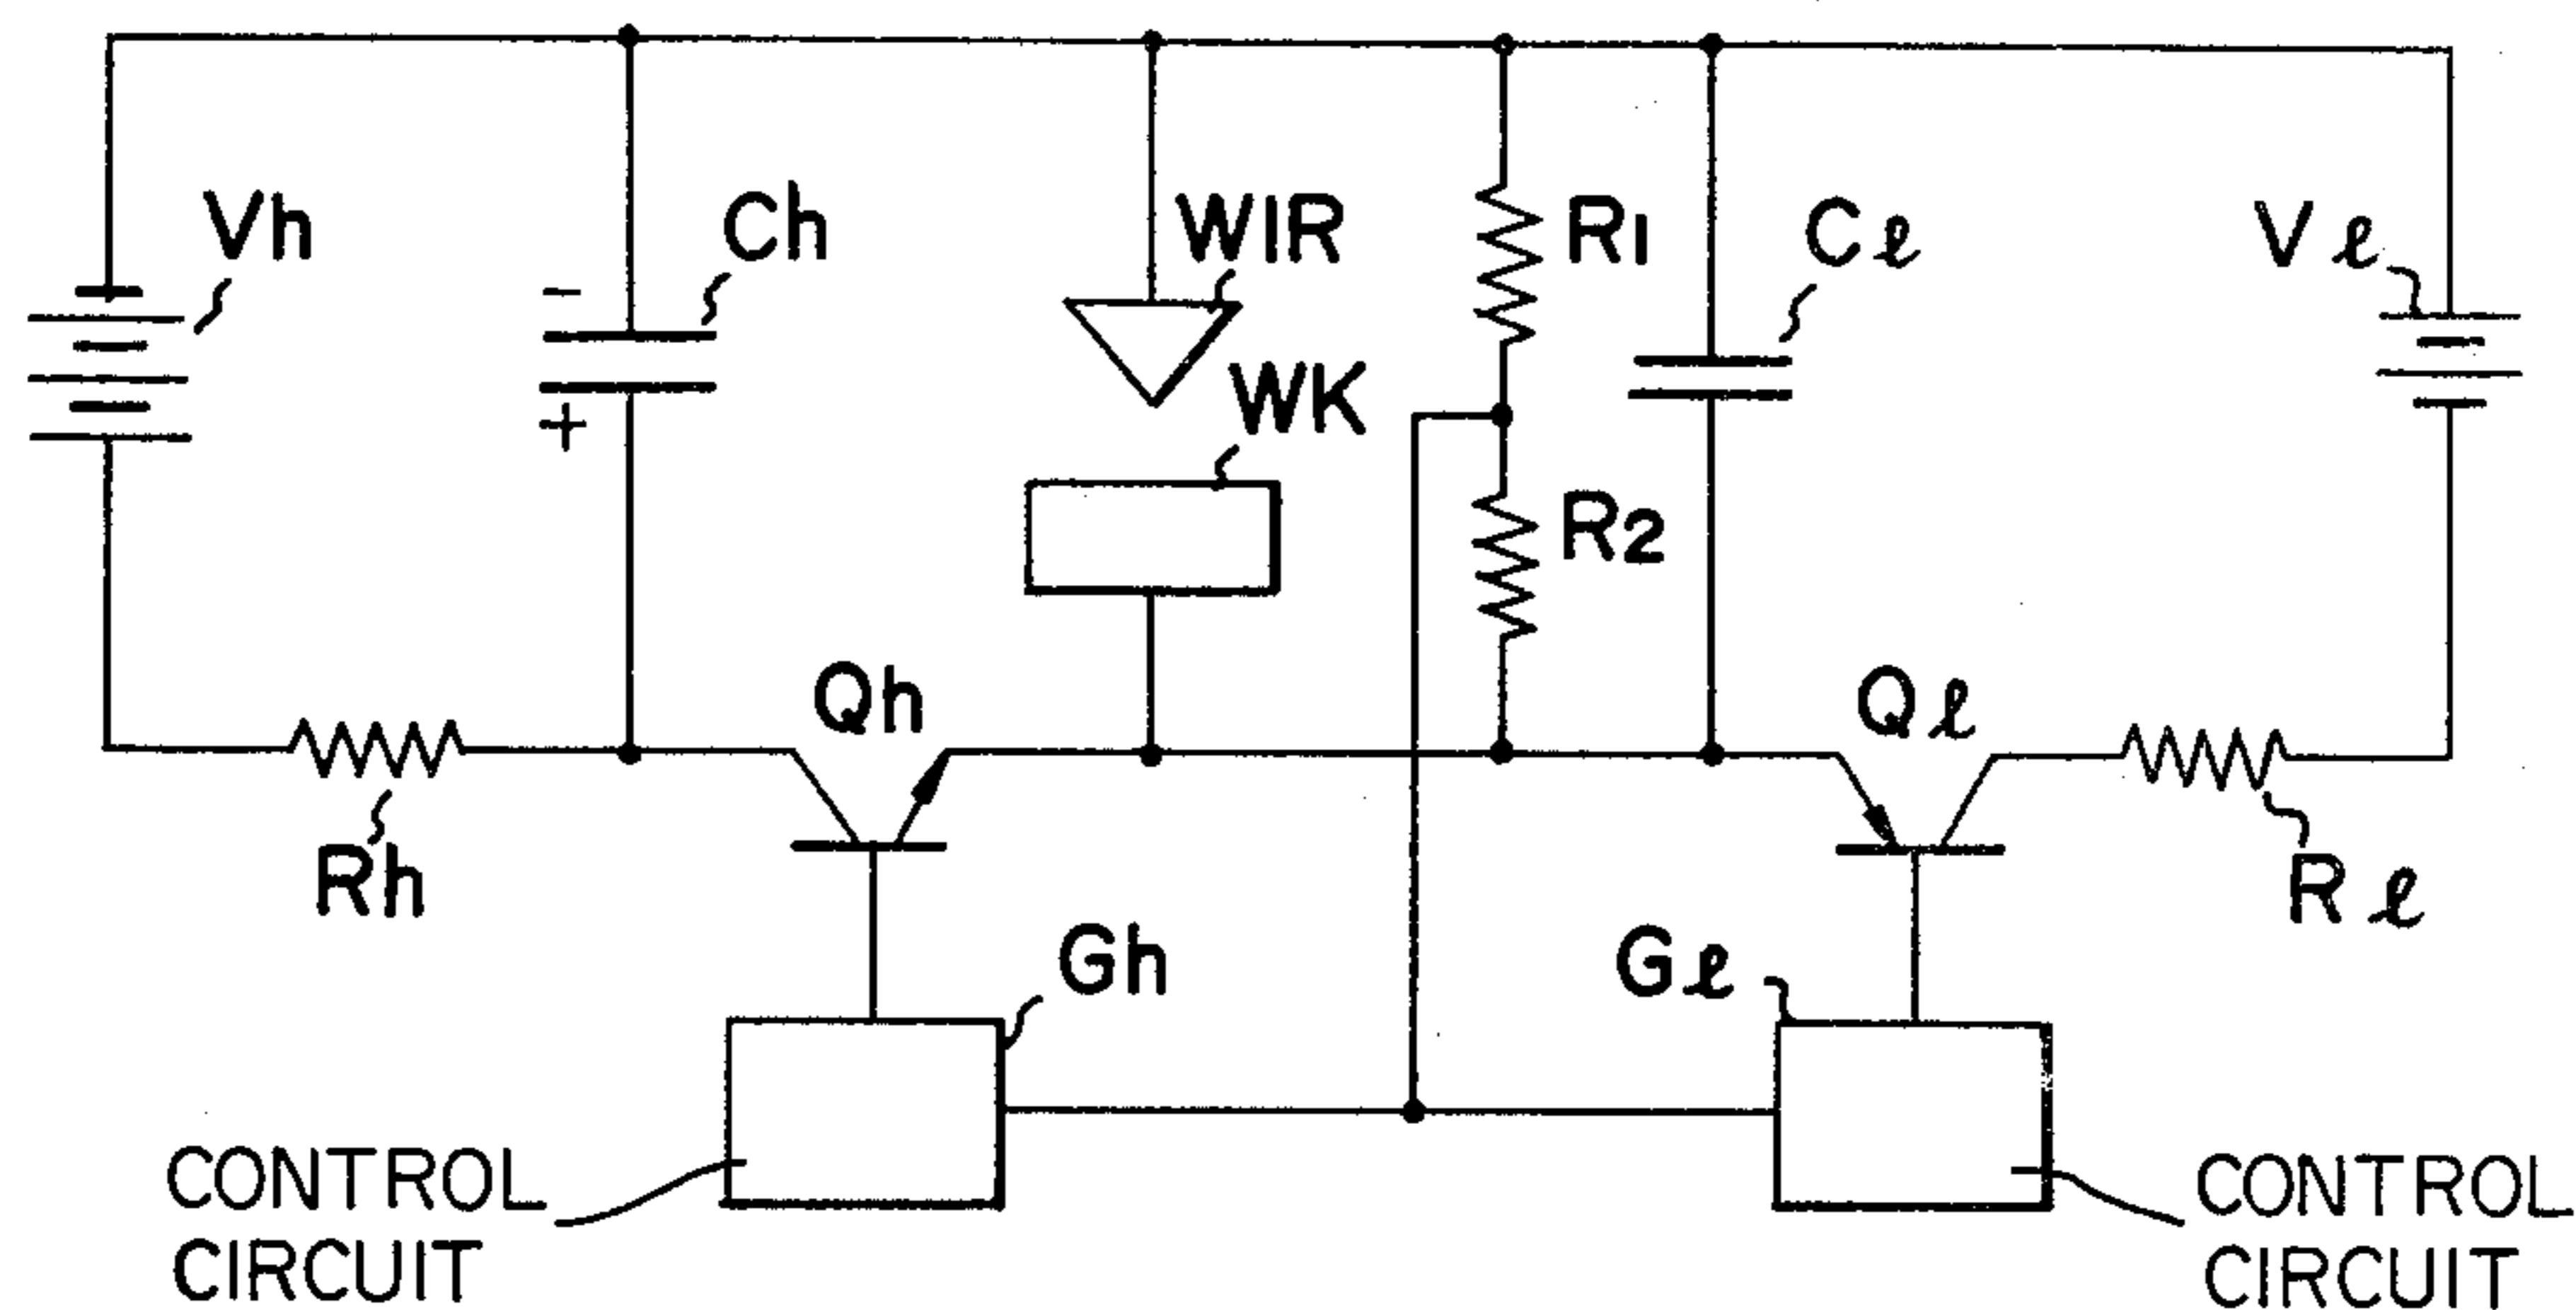 Vh
Ch
WIR
R1
Cℓ
Vℓ
WK
R2
Qh
Qℓ
Rh
Rℓ
Gh
Gℓ
-
+
CONTROL
CIRCUIT
CONTROL
CIRCUIT